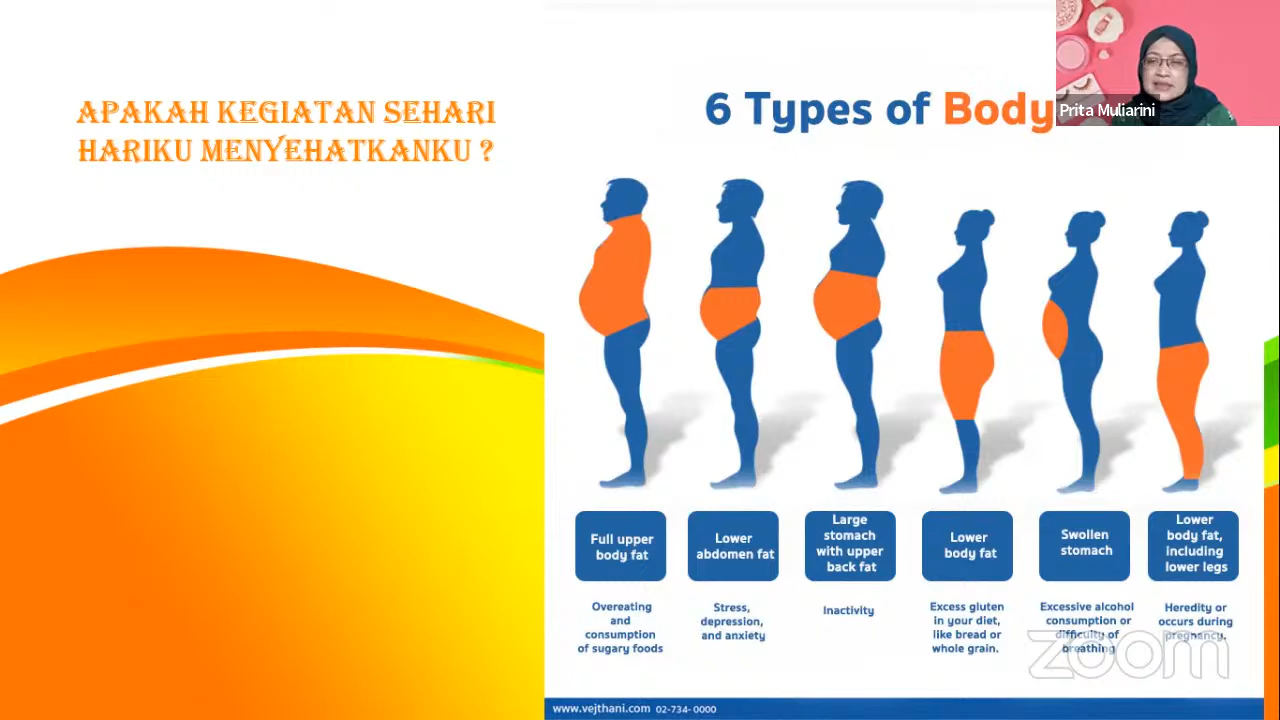 APAKAH KEGIATAN SEHARI
HARIKU MENYEHATKANKU ?
6 Types of Body
Prita Muliarini
Full upper
body fat
Lower
abdomen fat
Large
stomach
with upper
back fat
Lower
body fat
Swollen
stomach
Lower
body fat,
including
lower legs
Overeating
and
consumption
of sugary foods
Stress,
depression,
and anxiety
Inactivity
Excess gluten
in your diet,
like bread or
whole grain.
Excessive alcohol
consumption or
difficulty of
breathing
Heredity or
occurs during
pregnancy.
zoom
www.vejthani.com 02-734-0000